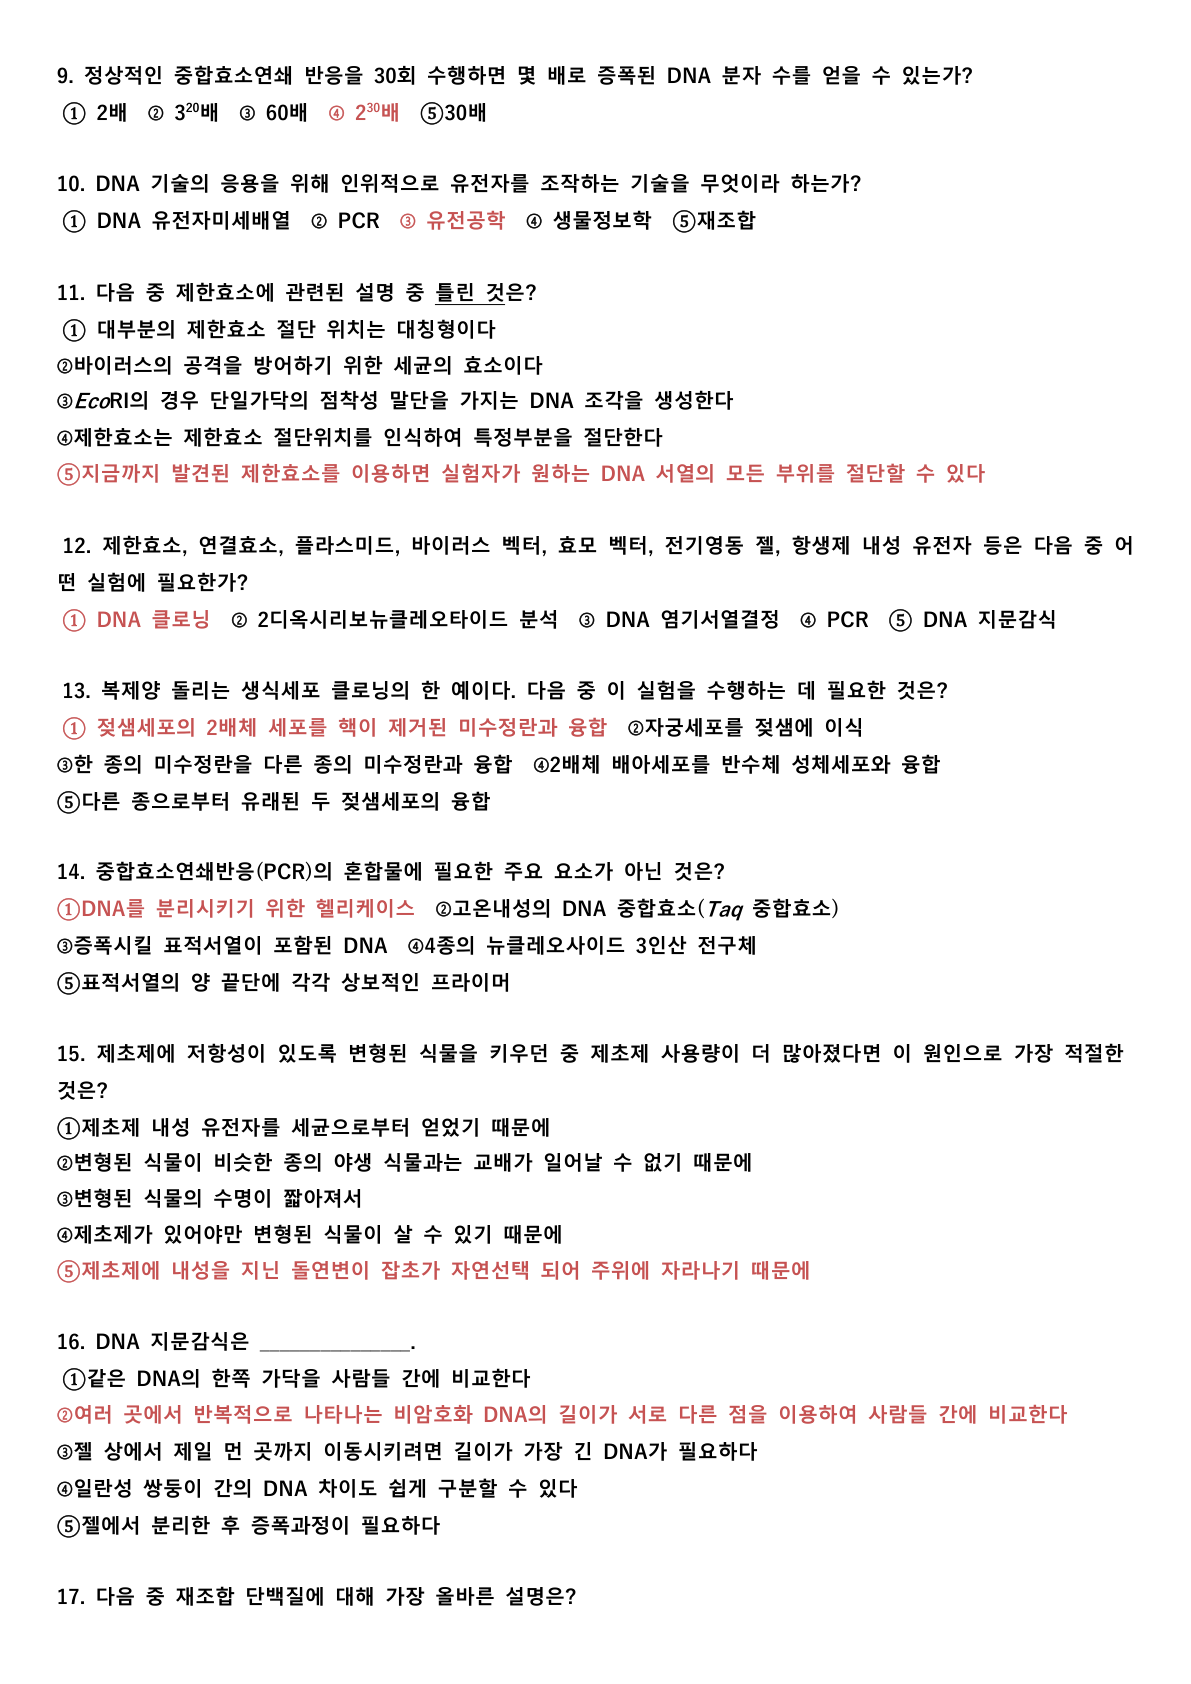 9. 정상적인 중합효소연쇄 반응을 30회 수행하면 몇 배로 증폭된 DNA 분자 수를 얻을 수 있는가?
① 2배 ② 3²⁰배 ③ 60배 ④ 2³⁰배 ⑤30배
10. DNA 기술의 응용을 위해 인위적으로 유전자를 조작하는 기술을 무엇이라 하는가?
① DNA 유전자미세배열 ② PCR ③ 유전공학 ④ 생물정보학 ⑤재조합
11. 다음 중 제한효소에 관련된 설명 중 틀린 것은?
① 대부분의 제한효소 절단 위치는 대칭형이다
②바이러스의 공격을 방어하기 위한 세균의 효소이다
③EcoRI의 경우 단일가닥의 점착성 말단을 가지는 DNA 조각을 생성한다
④제한효소는 제한효소 절단위치를 인식하여 특정부분을 절단한다
⑤지금까지 발견된 제한효소를 이용하면 실험자가 원하는 DNA 서열의 모든 부위를 절단할 수 있다
12. 제한효소, 연결효소, 플라스미드, 바이러스 벡터, 효모 벡터, 전기영동 젤, 항생제 내성 유전자 등은 다음 중 어
떤 실험에 필요한가?
① DNA 클로닝 ② 2디옥시리보뉴클레오타이드 분석 ③ DNA 염기서열결정 ④ PCR ⑤ DNA 지문감식
13. 복제양 돌리는 생식세포 클로닝의 한 예이다. 다음 중 이 실험을 수행하는 데 필요한 것은?
① 젖샘세포의 2배체 세포를 핵이 제거된 미수정란과 융합 ②자궁세포를 젖샘에 이식
③한 종의 미수정란을 다른 종의 미수정란과 융합 ④2배체 배아세포를 반수체 성체세포와 융합
⑤다른 종으로부터 유래된 두 젖샘세포의 융합
14. 중합효소연쇄반응(PCR)의 혼합물에 필요한 주요 요소가 아닌 것은?
①DNA를 분리시키기 위한 헬리케이스 ②고온내성의 DNA 중합효소(Taq 중합효소)
③증폭시킬 표적서열이 포함된 DNA ④4종의 뉴클레오사이드 3인산 전구체
⑤표적서열의 양 끝단에 각각 상보적인 프라이머
15. 제초제에 저항성이 있도록 변형된 식물을 키우던 중 제초제 사용량이 더 많아졌다면 이 원인으로 가장 적절한
것은?
①제초제 내성 유전자를 세균으로부터 얻었기 때문에
②변형된 식물이 비슷한 종의 야생 식물과는 교배가 일어날 수 없기 때문에
③변형된 식물의 수명이 짧아져서
④제초제가 있어야만 변형된 식물이 살 수 있기 때문에
⑤제초제에 내성을 지닌 돌연변이 잡초가 자연선택 되어 주위에 자라나기 때문에
16. DNA 지문감식은 _______________.
①같은 DNA의 한쪽 가닥을 사람들 간에 비교한다
②여러 곳에서 반복적으로 나타나는 비암호화 DNA의 길이가 서로 다른 점을 이용하여 사람들 간에 비교한다
③젤 상에서 제일 먼 곳까지 이동시키려면 길이가 가장 긴 DNA가 필요하다
④일란성 쌍둥이 간의 DNA 차이도 쉽게 구분할 수 있다
⑤젤에서 분리한 후 증폭과정이 필요하다
17. 다음 중 재조합 단백질에 대해 가장 올바른 설명은?